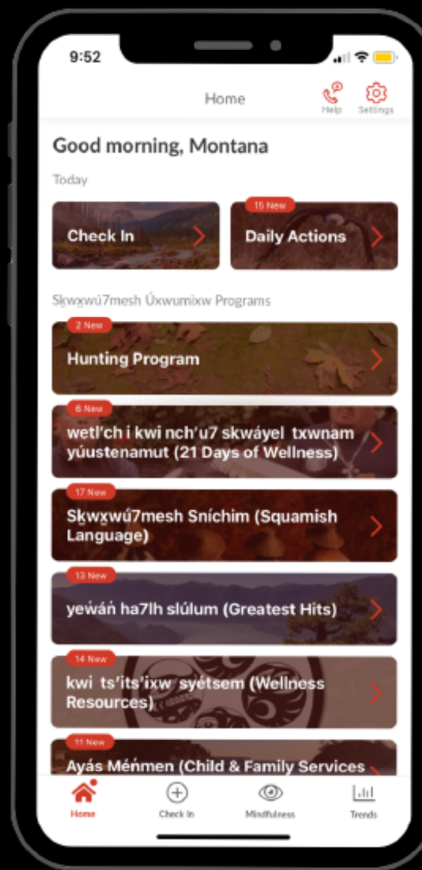 9:52
Home
Help
Settings
Good morning, Montana
Today
Check In
15 New
Daily Actions
Sḵwx̱wú7mesh Úxwumixw Programs
2 New
Hunting Program
6 New
wetl'ch i kwi nch'u7 skwáyel txwnam
yúustenamut (21 Days of Wellness)
17 New
Sḵwx̱wú7mesh Sníchim (Squamish
Language)
13 New
yewán̓ ha7lh slúlum (Greatest Hits)
14 New
kwi ts'its'ixw syétsem (Wellness
Resources)
11 New
Ayás Méńmen (Child & Family Services
Home
Check In
Mindfulness
Trends